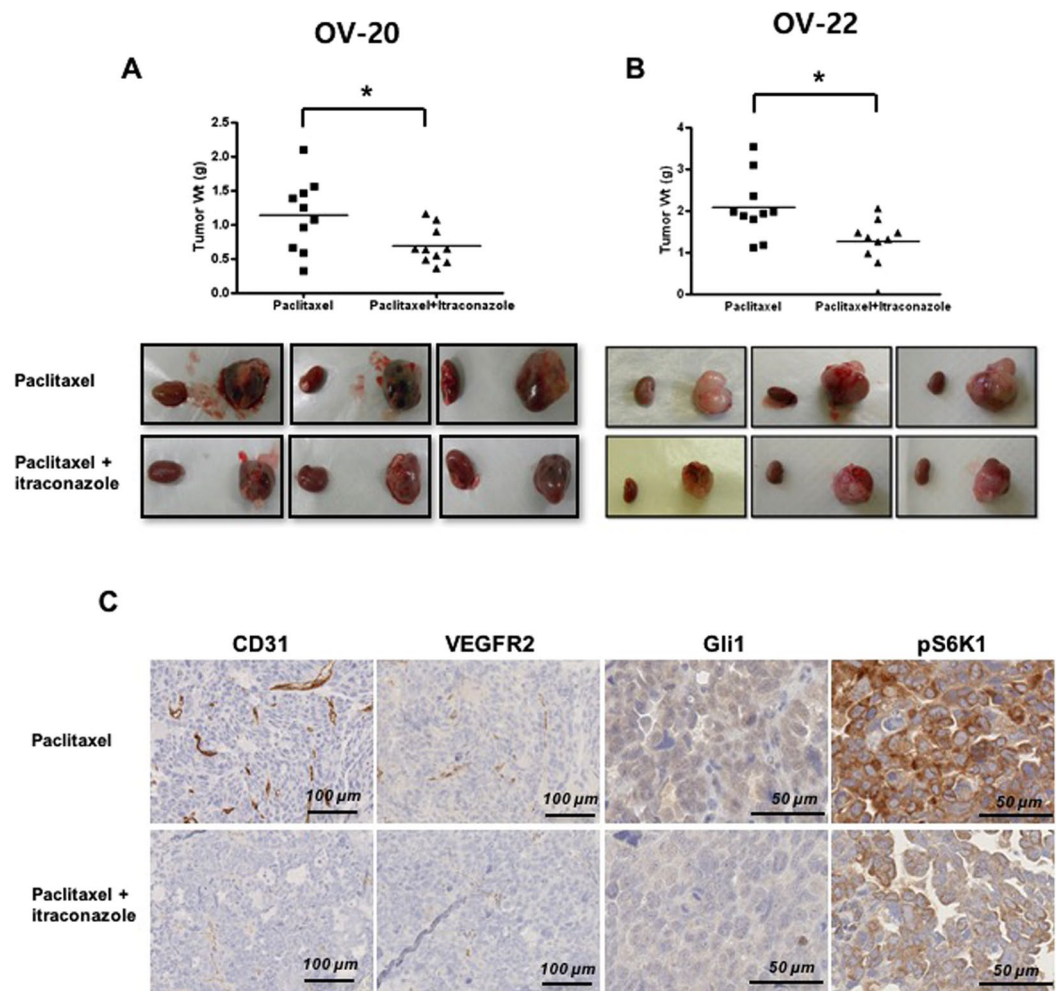 OV-20
OV-22
A
*
2.5
2.0
1.5
1.0
0.5
0.0
Tumor Wt (g)
Paclitaxel
Paclitaxel+Itraconazole
B
*
4
3
2
1
0
Tumor Wt (g)
Paclitaxel
Paclitaxel+Itraconazole
Paclitaxel
Paclitaxel +
itraconazole
C
CD31
VEGFR2
Gli1
pS6K1
Paclitaxel
100 µm
100 µm
50 µm
50 µm
Paclitaxel +
itraconazole
100 µm
100 µm
50 µm
50 µm